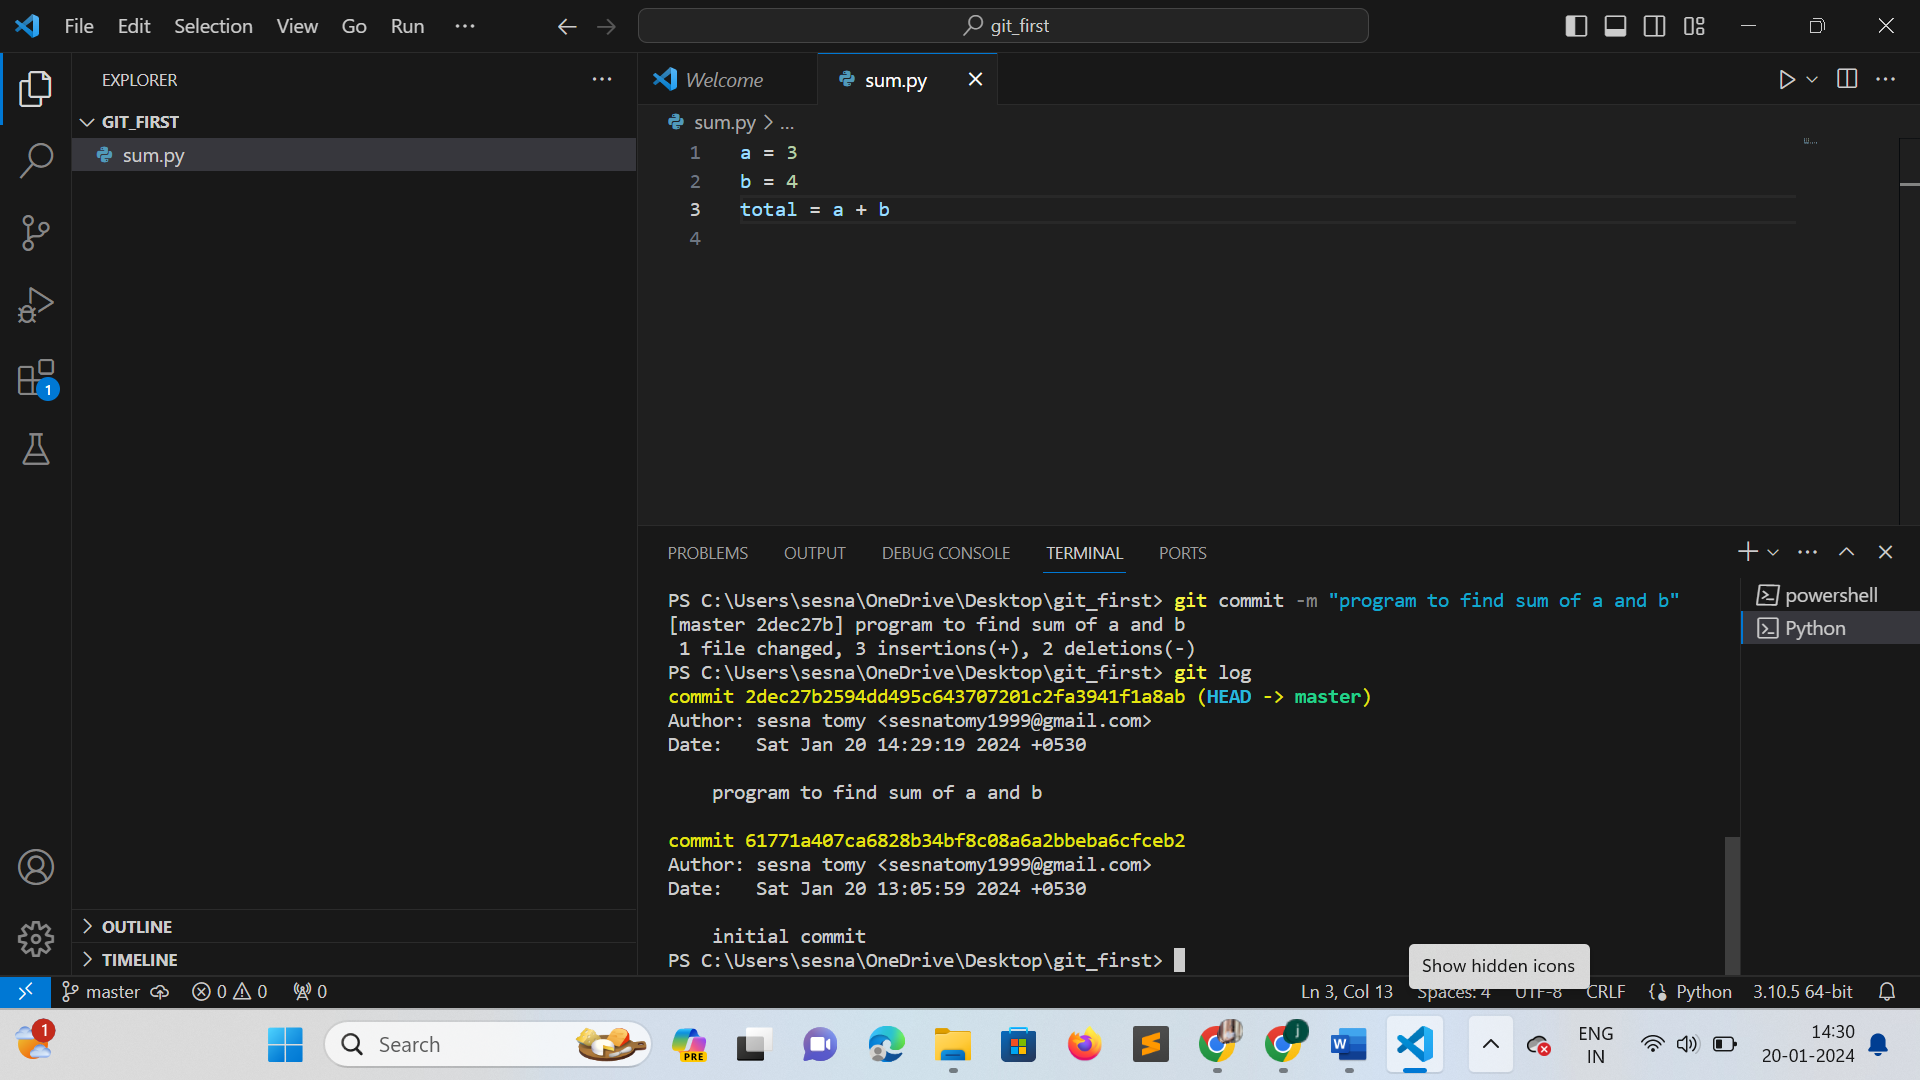 File Edit Selection View Go Run ...
git_first
EXPLORER
GIT_FIRST
sum.py
1
OUTLINE
TIMELINE
Welcome
sum.py
sum.py > ...
1 a = 3
2 b = 4
3 total = a + b
4
PROBLEMS OUTPUT DEBUG CONSOLE TERMINAL PORTS
PS C:\Users\sesna\OneDrive\Desktop\git_first> git commit -m "program to find sum of a and b"
[master 2dec27b] program to find sum of a and b
1 file changed, 3 insertions(+), 2 deletions(-)
PS C:\Users\sesna\OneDrive\Desktop\git_first> git log
commit 2dec27b2594dd495c643707201c2fa3941f1a8ab (HEAD -> master)
Author: sesna tomy <sesnatomy1999@gmail.com>
Date:   Sat Jan 20 14:29:19 2024 +0530
program to find sum of a and b
commit 61771a407ca6828b34bf8c08a6a2bbeba6cfceb2
Author: sesna tomy <sesnatomy1999@gmail.com>
Date:   Sat Jan 20 13:05:59 2024 +0530
initial commit
PS C:\Users\sesna\OneDrive\Desktop\git_first>
powershell
Python
Show hidden icons
master 0 0 0
Ln 3, Col 13 Spaces: 4 UTF-8 CRLF Python 3.10.5 64-bit
1
Search
PRE
j
W
ENG
IN
14:30
20-01-2024